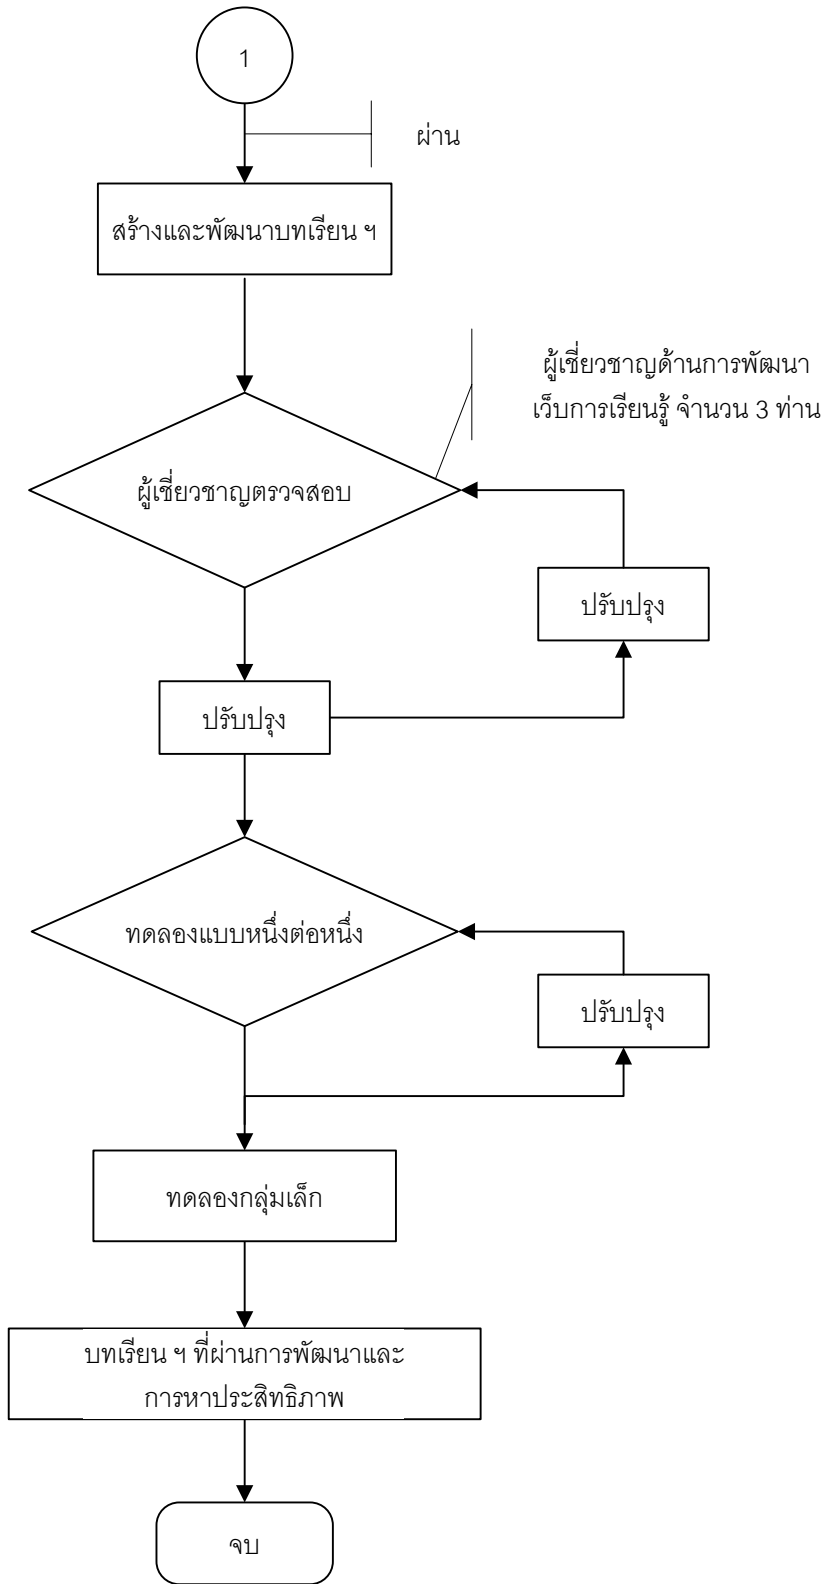 1
ผ่าน
สร้างและพัฒนาบทเรียน ฯ
ผู้เชี่ยวชาญด้านการพัฒนา
เว็บการเรียนรู้ จำนวน 3 ท่าน
ผู้เชี่ยวชาญตรวจสอบ
ปรับปรุง
ปรับปรุง
ทดลองแบบหนึ่งต่อหนึ่ง
ปรับปรุง
ทดลองกลุ่มเล็ก
บทเรียน ฯ ที่ผ่านการพัฒนาและ
การหาประสิทธิภาพ
จบ